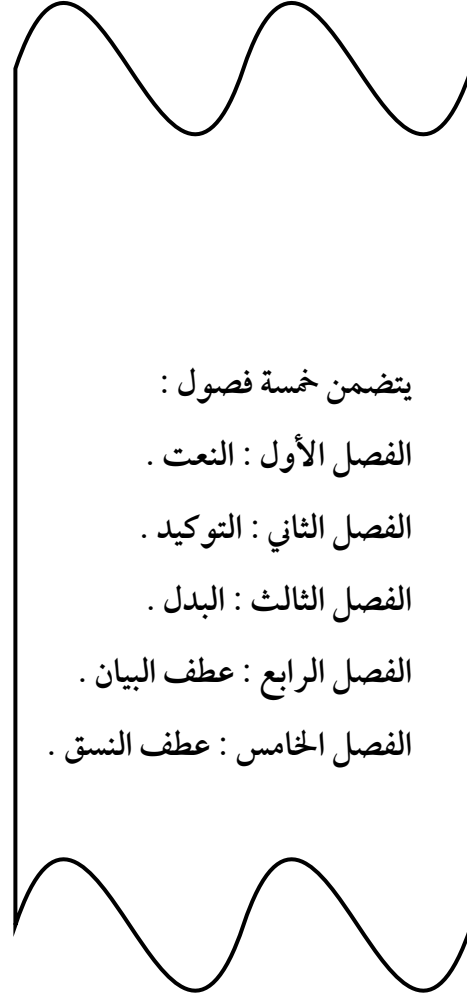 يتضمن خمسة فصول :
الفصل الأول : النعت .
الفصل الثاني : التوكيد .
الفصل الثالث : البدل .
الفصل الرابع : عطف البيان .
الفصل الخامس : عطف النسق .